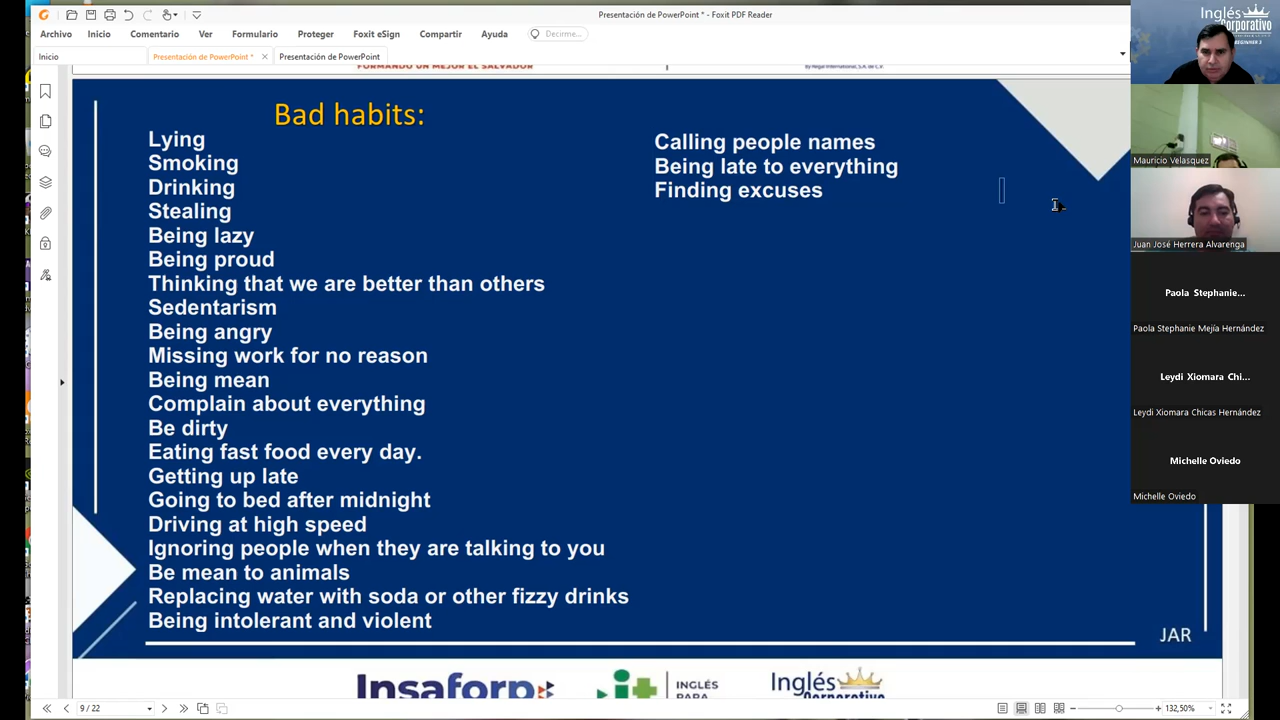 Presentación de PowerPoint * - Foxit PDF Reader
Archivo Inicio Comentario Ver Formulario Proteger Foxit eSign Compartir Ayuda Decirme...
Inicio Presentación de PowerPoint * Presentación de PowerPoint
FORMANDO UN MEJOR EL SALVADOR
Bad habits:
Lying
Smoking
Drinking
Stealing
Being lazy
Being proud
Thinking that we are better than others
Sedentarism
Being angry
Missing work for no reason
Being mean
Complain about everything
Be dirty
Eating fast food every day.
Getting up late
Going to bed after midnight
Driving at high speed
Ignoring people when they are talking to you
Be mean to animals
Replacing water with soda or other fizzy drinks
Being intolerant and violent
Calling people names
Being late to everything
Finding excuses
JAR
Insaforp
INGLÉS
PARA
Inglés
Corporativo
9 / 22
132,50%
Inglés
Corporativo
BEGINNER 2
Mauricio Velasquez
Juan José Herrera Alvarenga
Paola Stephanie...
Paola Stephanie Mejía Hernández
Leydi Xiomara Chi...
Leydi Xiomara Chicas Hernández
Michelle Oviedo
Michelle Oviedo